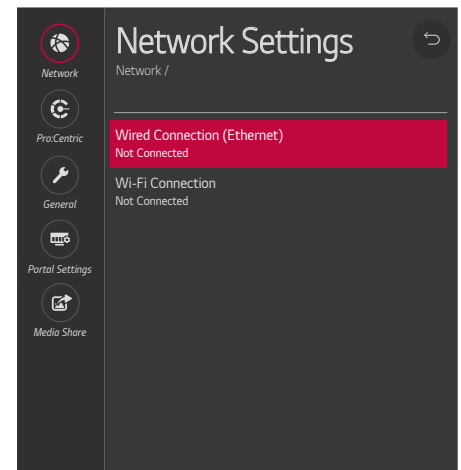 Network Settings
Network /
Network
Pro:Centric
General
Portal Settings
Media Share
Wired Connection (Ethernet)
Not Connected
Wi-Fi Connection
Not Connected